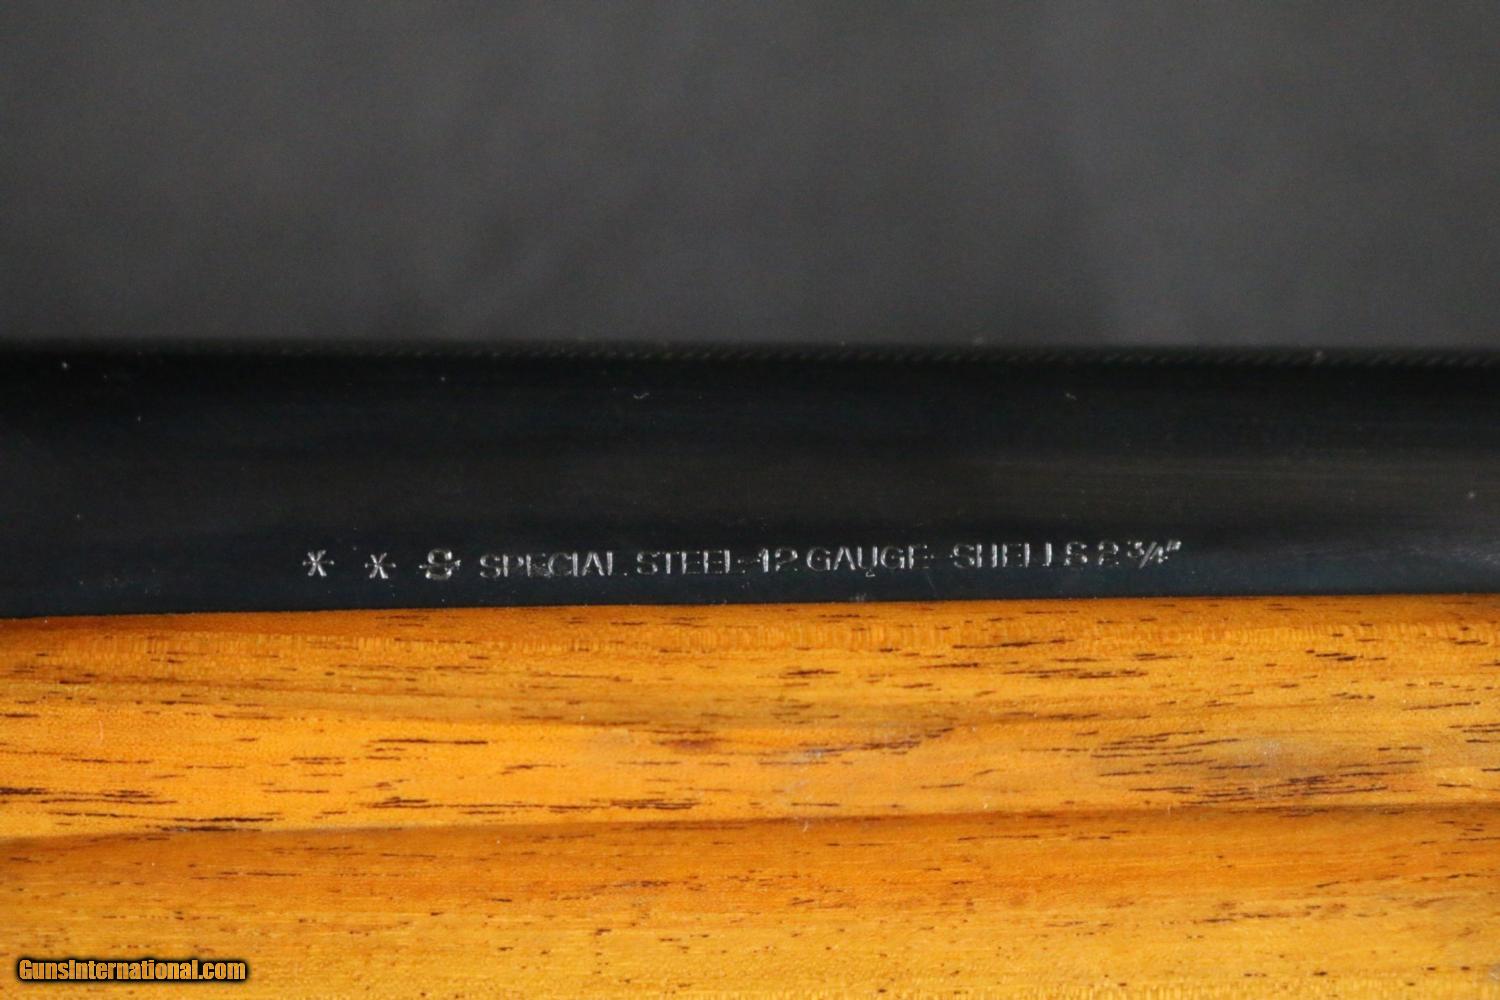 * * $ SPECIAL STEEL-12 GAUGE-SHELLS 2 3/4"
GunsInternational.com